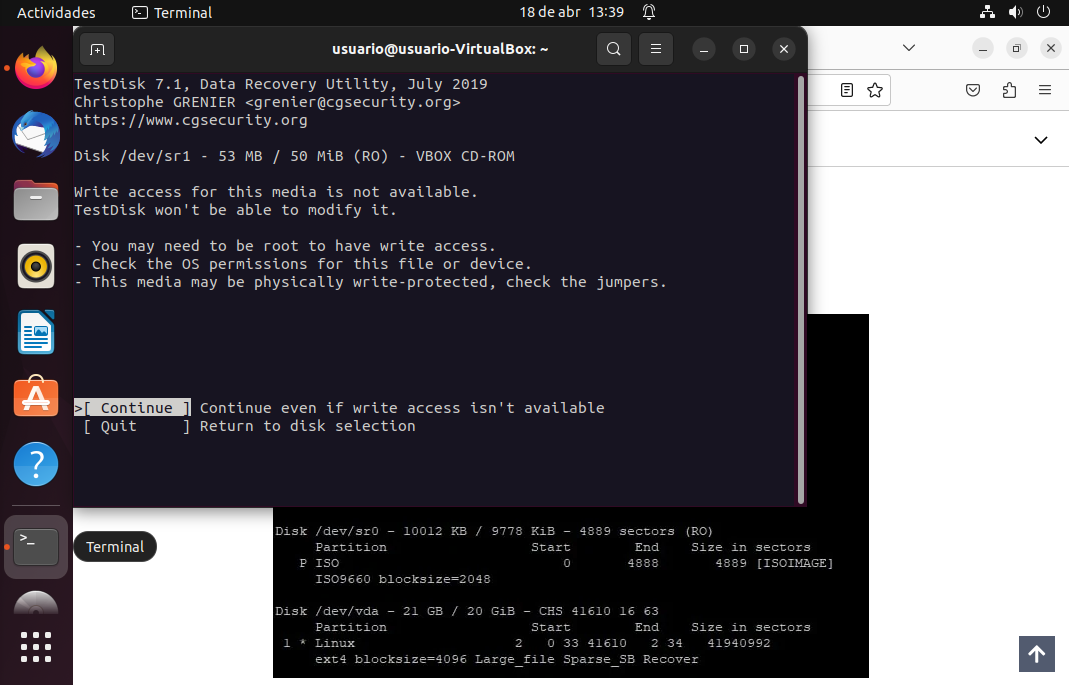 Actividades
Terminal
18 de abr 13:39
usuario@usuario-VirtualBox: ~
TestDisk 7.1, Data Recovery Utility, July 2019
Christophe GRENIER <grenier@cgsecurity.org>
https://www.cgsecurity.org
Disk /dev/sr1 - 53 MB / 50 MiB (RO) - VBOX CD-ROM
Write access for this media is not available.
TestDisk won't be able to modify it.
- You may need to be root to have write access.
- Check the OS permissions for this file or device.
- This media may be physically write-protected, check the jumpers.
>[ Continue ] Continue even if write access isn't available
[ Quit ] Return to disk selection
Terminal
Disk /dev/sr0 - 10012 KB / 9778 KiB - 4889 sectors (RO)
Partition Start End Size in sectors
P ISO 0 4888 4889 [ISOIMAGE]
ISO9660 blocksize=2048
Disk /dev/vda - 21 GB / 20 GiB - CHS 41610 16 63
Partition Start End Size in sectors
1 * Linux 2 0 33 41610 2 34 41940992
ext4 blocksize=4096 Large_file Sparse_SB Recover